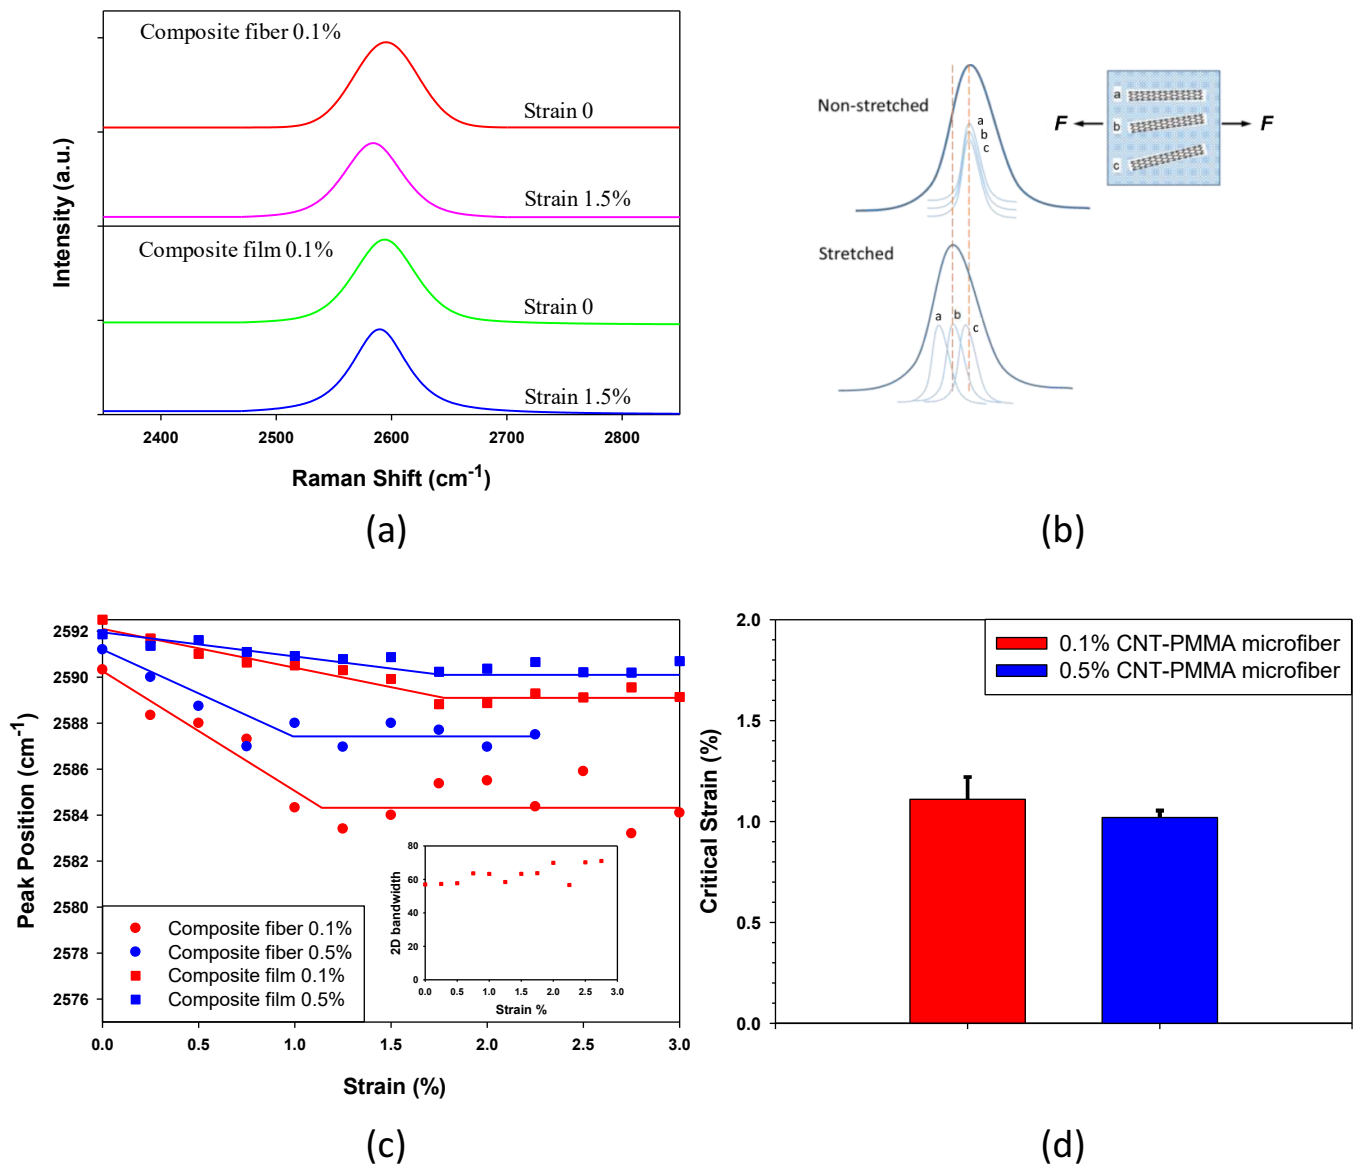 Composite fiber 0.1%
Strain 0
Strain 1.5%
Composite film 0.1%
Strain 0
Strain 1.5%
Intensity (a.u.)
2400 2500 2600 2700 2800
Raman Shift (cm-1)
(a)
Non-stretched
a
b
c
F
a
b
c
F
Stretched
a
b
c
(b)
2592
2590
2588
2586
2584
2582
2580
2578
2576
Peak Position (cm-1)
0.0 0.5 1.0 1.5 2.0 2.5 3.0
Strain (%)
Composite fiber 0.1%
Composite fiber 0.5%
Composite film 0.1%
Composite film 0.5%
80
60
40
20
0
2D bandwidth
0.0 0.5 1.0 1.5 2.0 2.5 3.0
Strain %
(c)
2.0
1.5
1.0
0.5
0.0
Critical Strain (%)
0.1% CNT-PMMA microfiber
0.5% CNT-PMMA microfiber
(d)